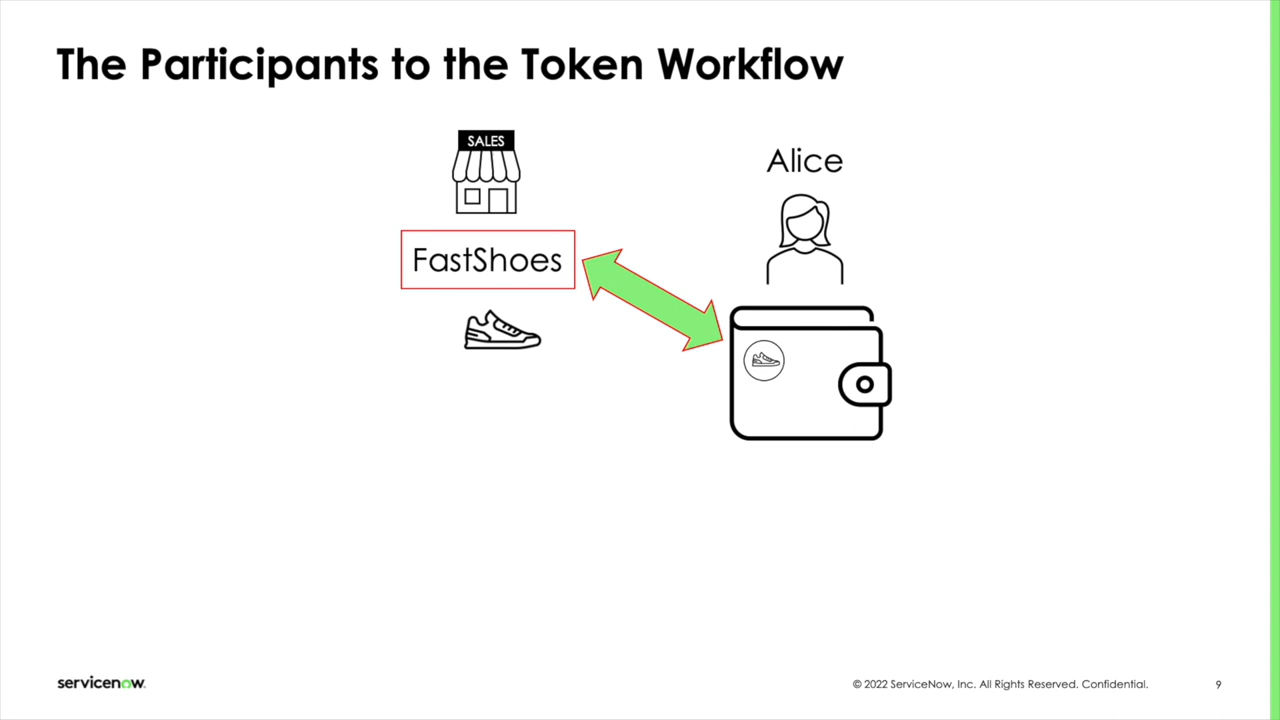 The Participants to the Token Workflow
SALES
Alice
FastShoes
servicenow.
© 2022 ServiceNow, Inc. All Rights Reserved. Confidential.
9